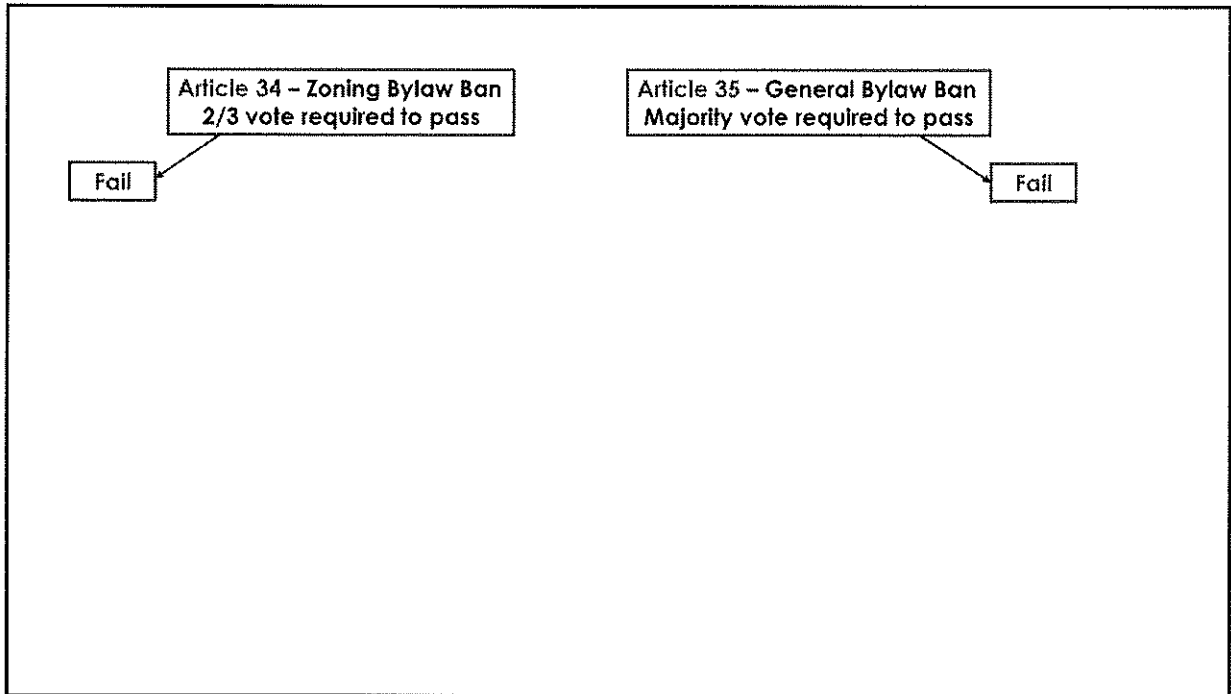 Article 34 – Zoning Bylaw Ban
2/3 vote required to pass
Article 35 – General Bylaw Ban
Majority vote required to pass
Fail
Fail